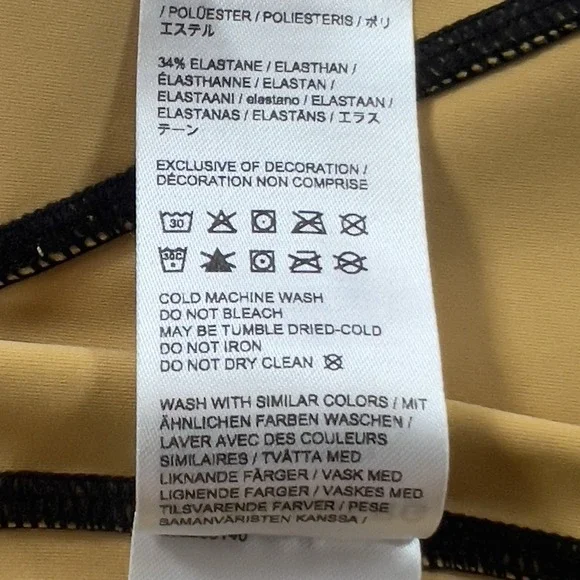 / POLÜESTER / POLIESTERIS / ポリ
エステル
34% ELASTANE / ELASTHAN /
ÉLASTHANNE / ELASTAN /
ELASTAANI / elastano / ELASTAAN /
ELASTANAS / ELASTĀNS / エラス
テーン
EXCLUSIVE OF DECORATION /
DÉCORATION NON COMPRISE
30
30C
COLD MACHINE WASH
DO NOT BLEACH
MAY BE TUMBLE DRIED-COLD
DO NOT IRON
DO NOT DRY CLEAN
WASH WITH SIMILAR COLORS / MIT
ÄHNLICHEN FARBEN WASCHEN /
LAVER AVEC DES COULEURS
SIMILAIRES / TVÄTTA MED
LIKNANDE FÄRGER / VASK MED
LIGNENDE FARGER / VASKES MED
TILSVARENDE FARVER / PESE
SAMANVÄRISTEN KANSSA /